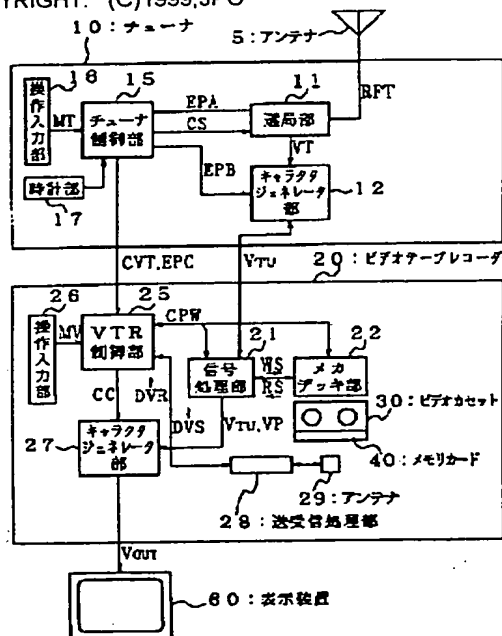 YRIGHT: (C)1999,JPO
10:チューナ
5:アンテナ
16
操作入力部
MT
15
チューナ制御部
EPA
CS
11
選局部
RFT
VT
EPB
キャラクタジェネレータ部
12
時計部
17
CVT,EPC
VTU
20:ビデオテープレコーダ
26
操作入力部
MV
25
VTR制御部
CPW
21
信号処理部
WS
RS
22
メカデッキ部
CC
DVR
DVS
VTU,VP
30:ビデオカセット
27
キャラクタジェネレータ部
40:メモリカード
29:アンテナ
28:送受信処理部
VOUT
60:表示装置